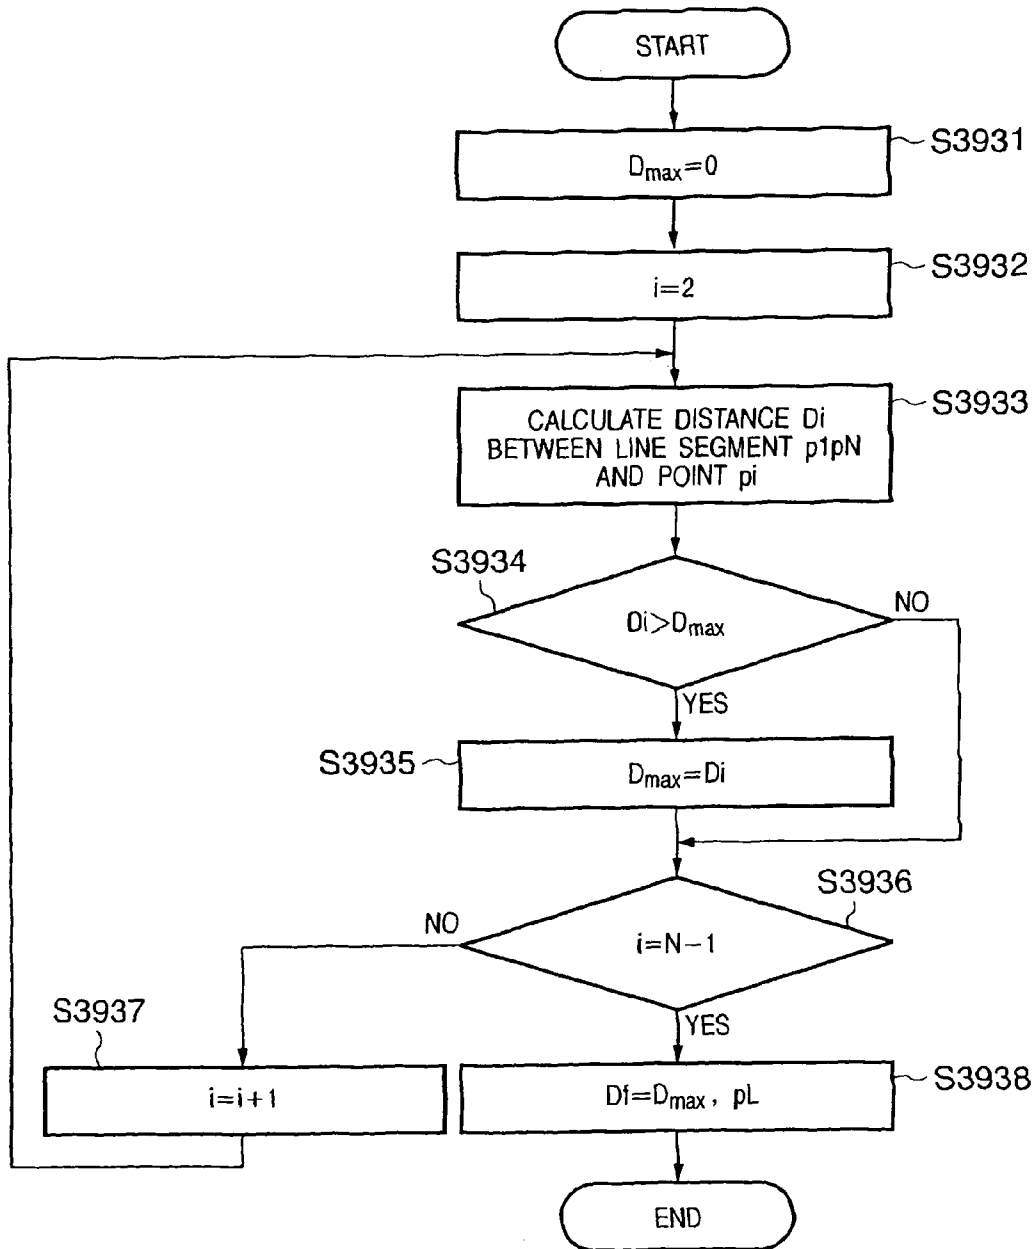 START
S3931
Dmax=0
S3932
i=2
S3933
CALCULATE DISTANCE Di
BETWEEN LINE SEGMENT p1pN
AND POINT pi
S3934
Di>Dmax
NO
YES
S3935
Dmax=Di
S3936
NO
i=N-1
YES
S3937
i=i+1
S3938
Df=Dmax, pL
END